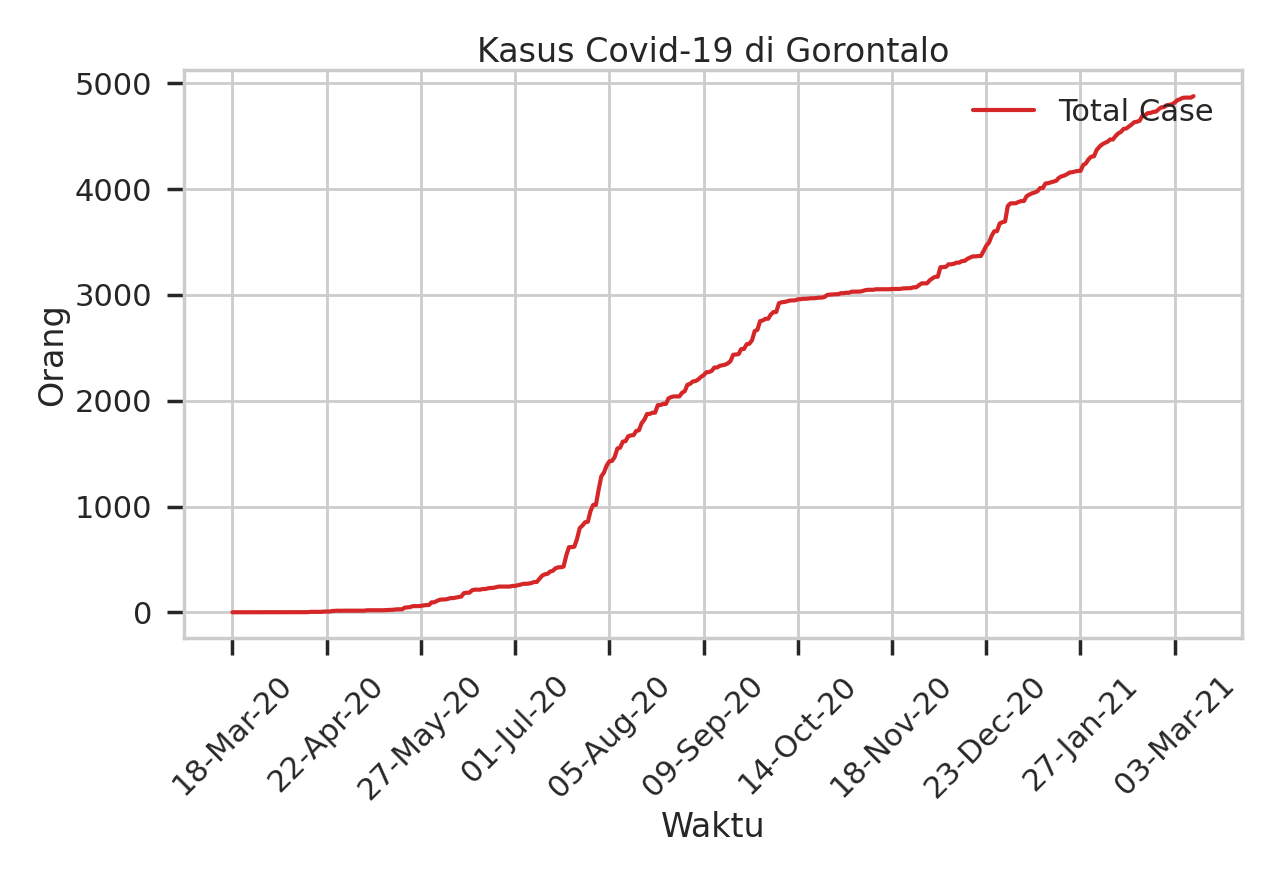 Kasus Covid-19 di Gorontalo
Total Case
5000
4000
3000
2000
1000
0
Orang
18-Mar-20
22-Apr-20
27-May-20
01-Jul-20
05-Aug-20
09-Sep-20
14-Oct-20
18-Nov-20
23-Dec-20
27-Jan-21
03-Mar-21
Waktu